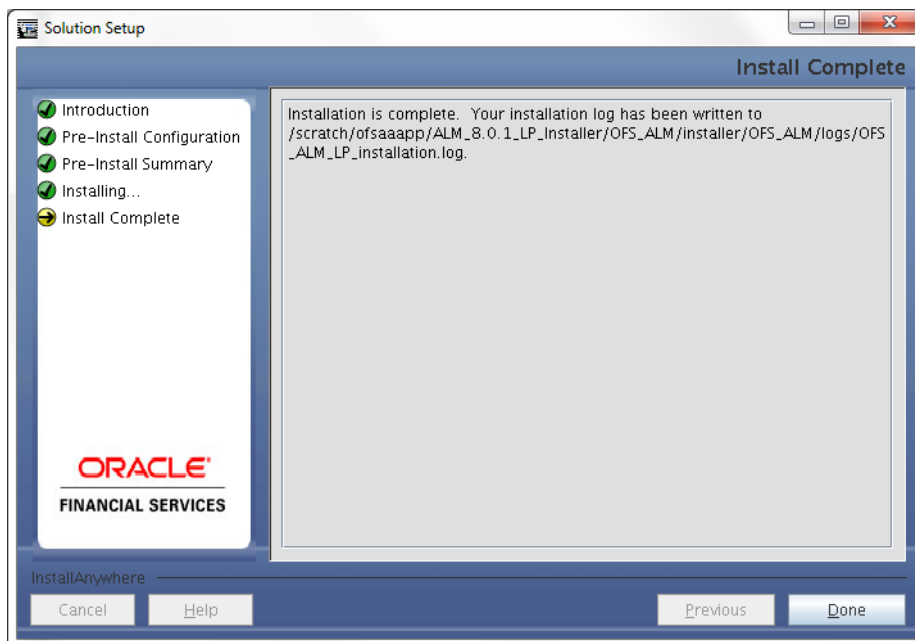 Solution Setup
Install Complete
Introduction
Pre-Install Configuration
Pre-Install Summary
Installing...
Install Complete
Installation is complete. Your installation log has been written to
/scratch/ofsaaapp/ALM_8.0.1_LP_Installer/OFS_ALM/installer/OFS_ALM/logs/OFS
_ALM_LP_installation.log.
ORACLE
FINANCIAL SERVICES
InstallAnywhere
Cancel
Help
Previous
Done